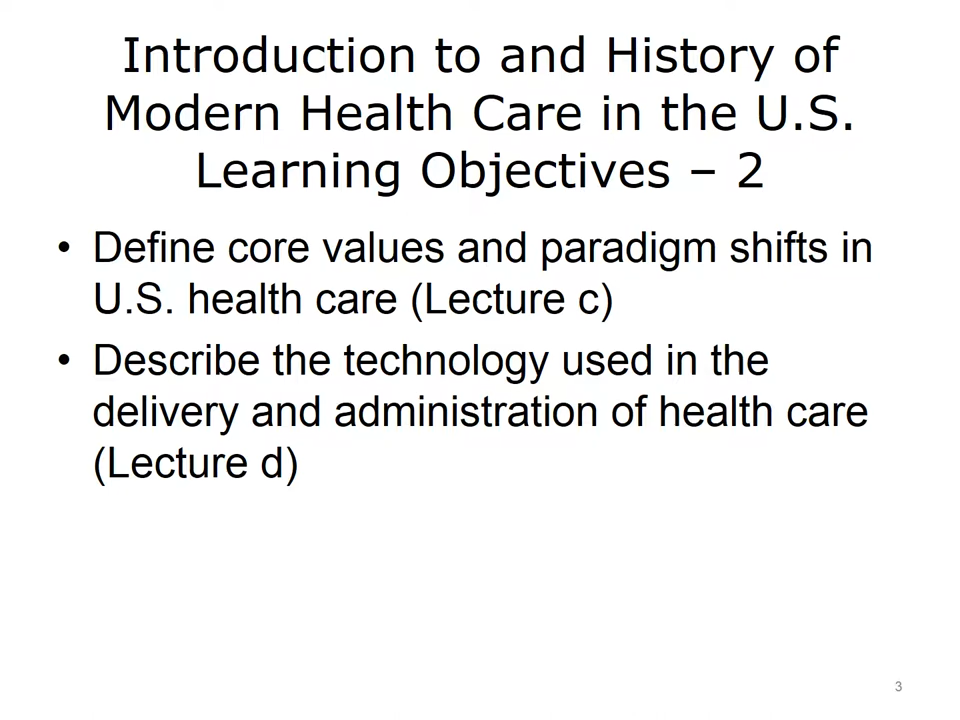 Introduction to and History of
Modern Health Care in the U.S.
Learning Objectives – 2
• Define core values and paradigm shifts in
U.S. health care (Lecture c)
• Describe the technology used in the
delivery and administration of health care
(Lecture d)
3